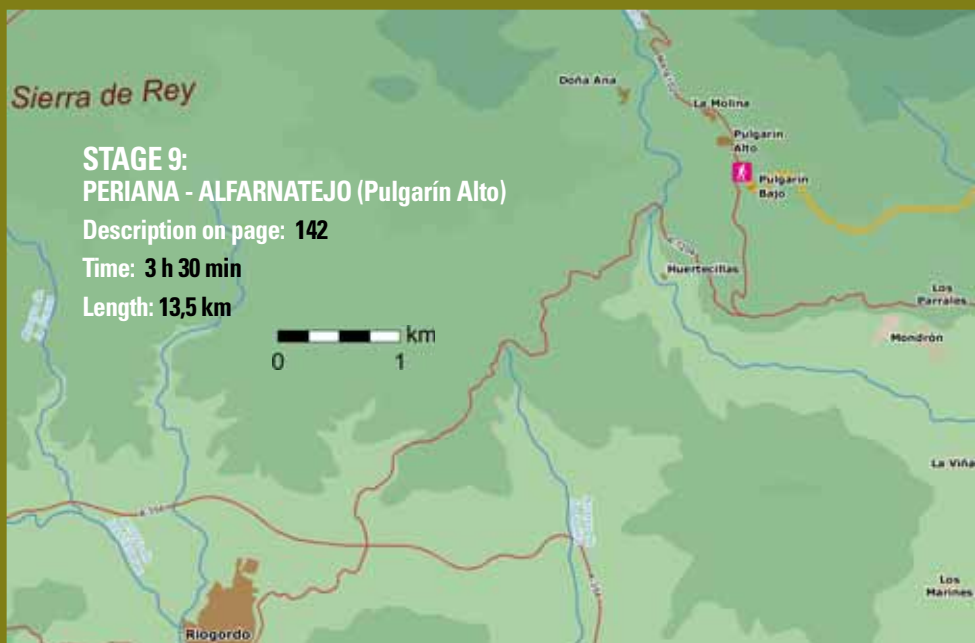 Sierra de Rey
STAGE 9:
PERIANA - ALFARNATEJO (Pulgarín Alto)
Description on page: 142
Time: 3 h 30 min
Length: 13,5 km
km
0 1
Doña Ana
La Molina
Pulgarin
Alto
Pulgarin
Bajo
Huertecillas
Los
Parrales
Mondrón
La Viña
Los
Marines
Riogordo